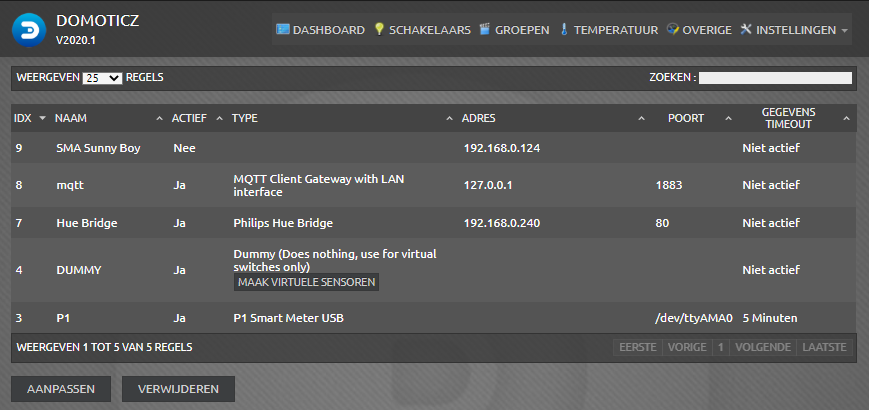 DOMOTICZ
V2020.1
DASHBOARD SCHAKELAARS GROEPEN TEMPERATUUR OVERIGE INSTELLINGEN
WEERGEVEN 25 REGELS ZOEKEN :
IDX NAAM ACTIEF TYPE ADRES POORT GEGEVENS TIMEOUT
9 SMA Sunny Boy Nee 192.168.0.124 Niet actief
8 mqtt Ja MQTT Client Gateway with LAN interface 127.0.0.1 1883 Niet actief
7 Hue Bridge Ja Philips Hue Bridge 192.168.0.240 80 Niet actief
4 DUMMY Ja Dummy (Does nothing, use for virtual switches only) Niet actief
MAAK VIRTUELE SENSOREN
3 P1 Ja P1 Smart Meter USB /dev/ttyAMA0 5 Minuten
WEERGEVEN 1 TOT 5 VAN 5 REGELS EERSTE VORIGE 1 VOLGENDE LAATSTE
AANPASSEN VERWIJDEREN